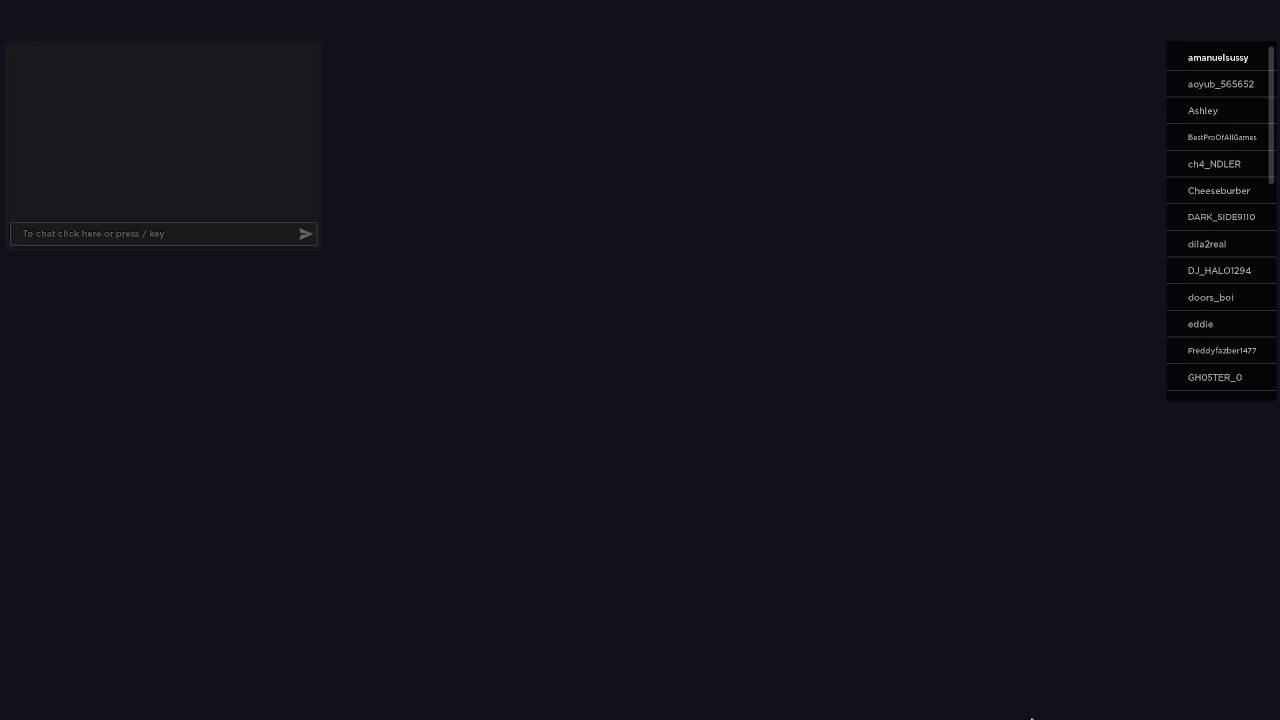 To chat click here or press / key
amanuelsussy
aoyub_565652
Ashley
BestProOfAllGames
ch4_NDLER
Cheeseburber
DARK_SIDE9110
dila2real
DJ_HALO1294
doors_boi
eddie
Freddyfazber1477
GH05TER_0